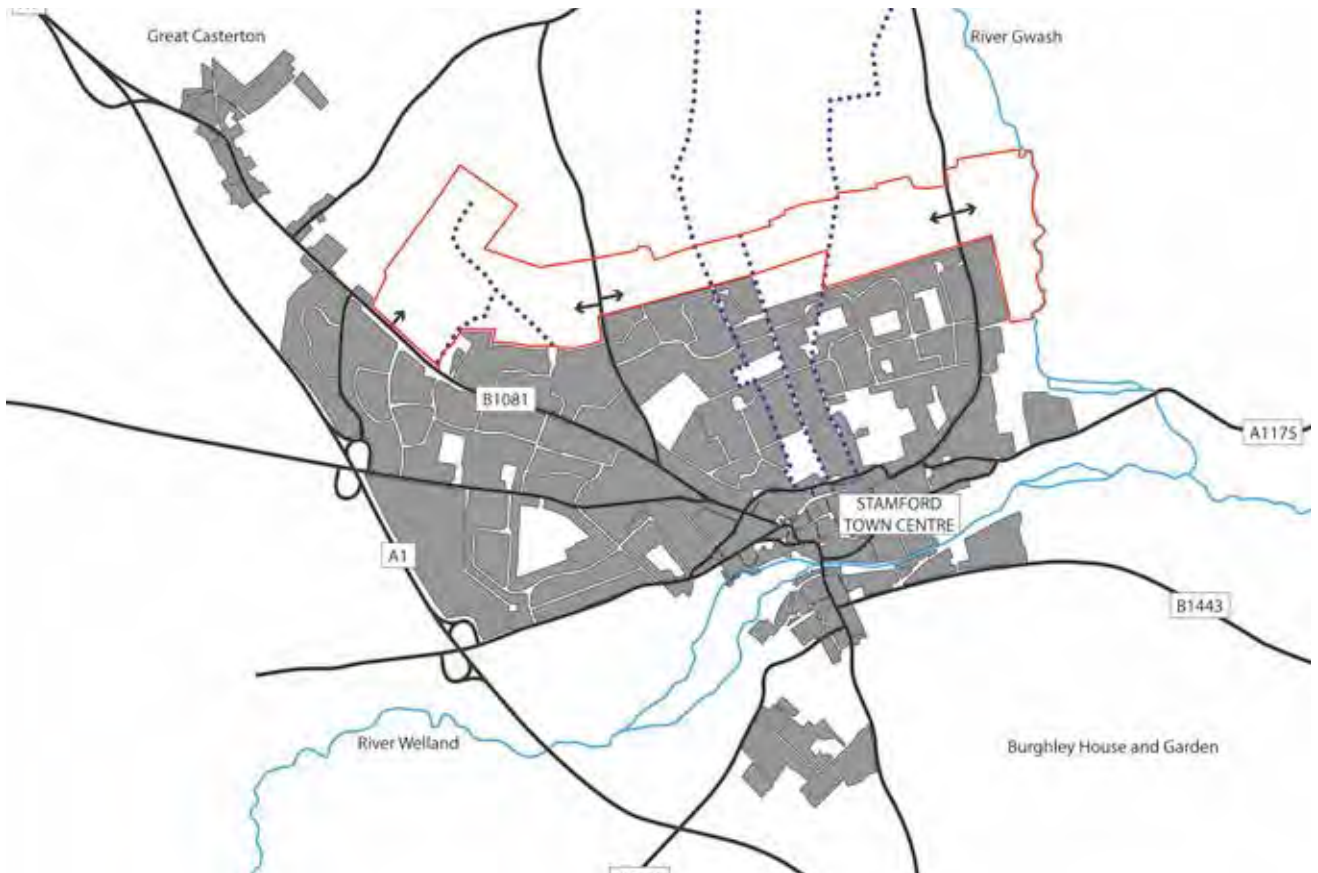 Great Casterton
River Gwash
B1081
A1175
STAMFORD
TOWN CENTRE
A1
B1443
River Welland
Burghley House and Garden